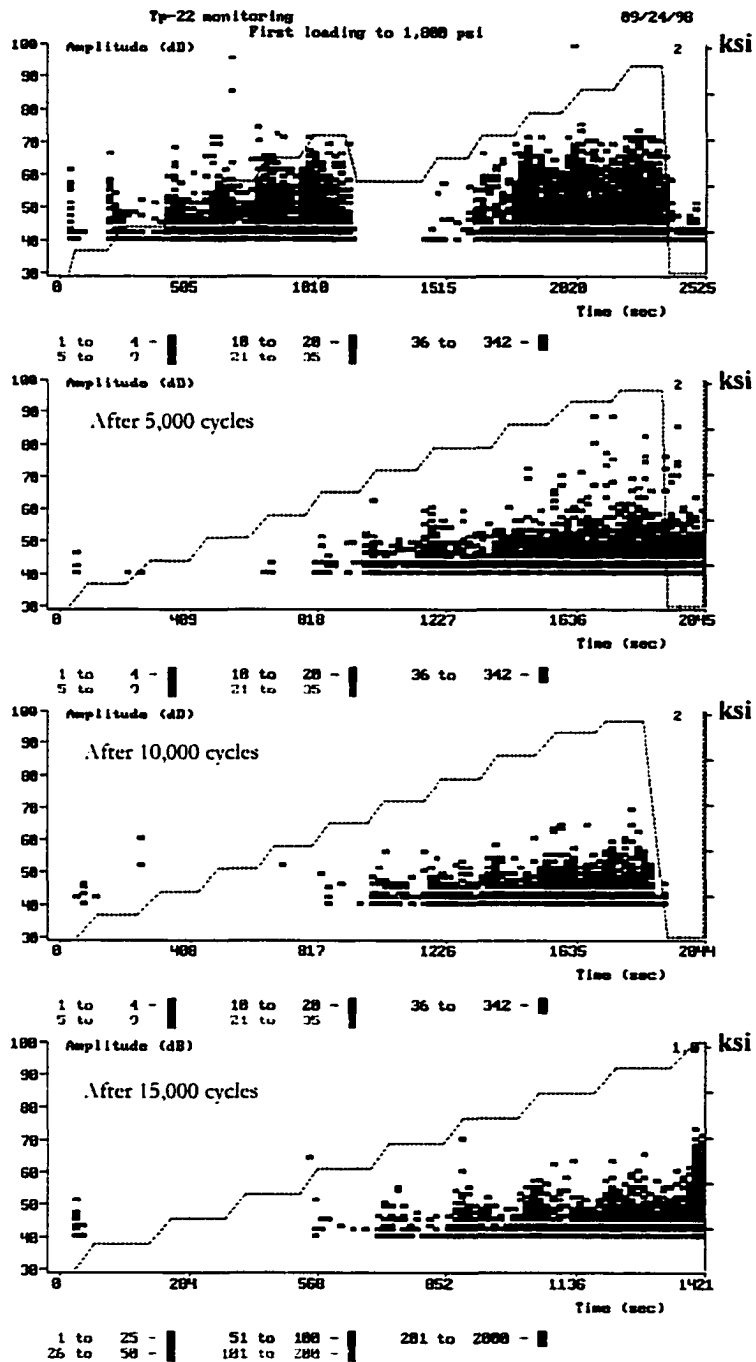 Tp-22 monitoring 09/24/98
First loading to 1,800 psi
Amplitude (dB) 2 ksi
100
90
80
70
60
50
40
30
0 505 1010 1515 2020 2525
Time (sec)
1 to 4 - 10 to 20 - 36 to 342 -
5 to 9 21 to 35
Amplitude (dB) 2 ksi
100
90
After 5,000 cycles
80
70
60
50
40
30
0 409 818 1227 1636 2045
Time (sec)
1 to 4 - 10 to 20 - 36 to 342 -
5 to 9 21 to 35
Amplitude (dB) 2 ksi
100
90
After 10,000 cycles
80
70
60
50
40
30
0 408 817 1226 1635 2044
Time (sec)
1 to 4 - 10 to 20 - 36 to 342 -
5 to 9 21 to 35
Amplitude (dB) ksi
100
90
After 15,000 cycles
80
70
60
50
40
30
0 284 568 852 1136 1421
Time (sec)
1 to 25 - 51 to 100 - 201 to 2000 -
26 to 50 - 101 to 200 -